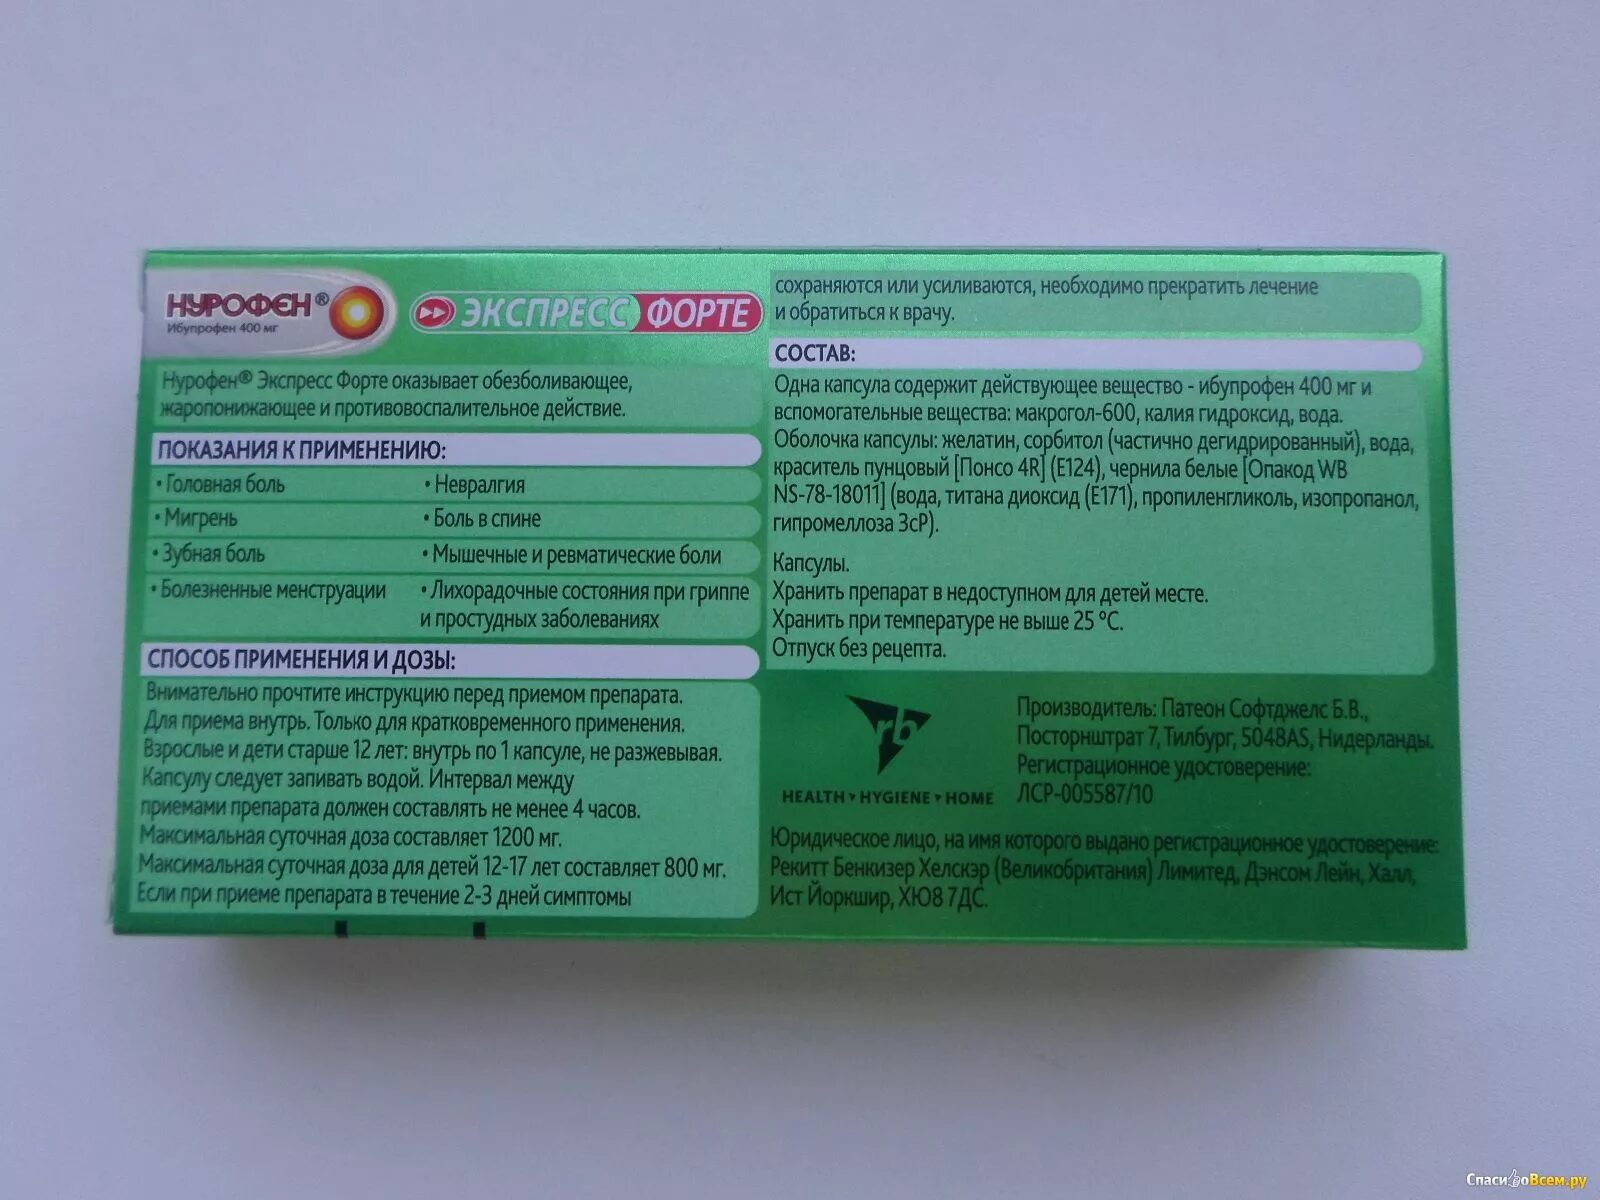 НУРОФЕН®
Ибупрофен 400 мг
ЭКСПРЕСС ФОРТЕ
Нурофен® Экспресс Форте оказывает обезболивающее,
жаропонижающее и противовоспалительное действие.
ПОКАЗАНИЯ К ПРИМЕНЕНИЮ:
• Головная боль • Невралгия
• Мигрень • Боль в спине
• Зубная боль • Мышечные и ревматические боли
• Болезненные менструации • Лихорадочные состояния при гриппе
и простудных заболеваниях
СПОСОБ ПРИМЕНЕНИЯ И ДОЗЫ:
Внимательно прочтите инструкцию перед приемом препарата.
Для приема внутрь. Только для кратковременного применения.
Взрослые и дети старше 12 лет: внутрь по 1 капсуле, не разжевывая.
Капсулу следует запивать водой. Интервал между
приемами препарата должен составлять не менее 4 часов.
Максимальная суточная доза составляет 1200 мг.
Максимальная суточная доза для детей 12-17 лет составляет 800 мг.
Если при приеме препарата в течение 2-3 дней симптомы
сохраняются или усиливаются, необходимо прекратить лечение
и обратиться к врачу.
СОСТАВ:
Одна капсула содержит действующее вещество - ибупрофен 400 мг и
вспомогательные вещества: макрогол-600, калия гидроксид, вода.
Оболочка капсулы: желатин, сорбитол (частично дегидрированный), вода,
краситель пунцовый [Понсо 4R] (E124), чернила белые [Опакод WB
NS-78-18011] (вода, титана диоксид (E171), пропиленгликоль, изопропанол,
гипромеллоза 3сР).
Капсулы.
Хранить препарат в недоступном для детей месте.
Хранить при температуре не выше 25 °С.
Отпуск без рецепта.
rb
HEALTH • HYGIENE • HOME
Производитель: Патеон Софтджелс Б.В.,
Посторнштрат 7, Тилбург, 5048AS, Нидерланды.
Регистрационное удостоверение:
ЛСР-005587/10
Юридическое лицо, на имя которого выдано регистрационное удостоверение:
Рекитт Бенкизер Хелскэр (Великобритания) Лимитед, Дэнсом Лейн, Халл,
Ист Йоркшир, ХЮ8 7ДС.
СпасибоВсем.ру